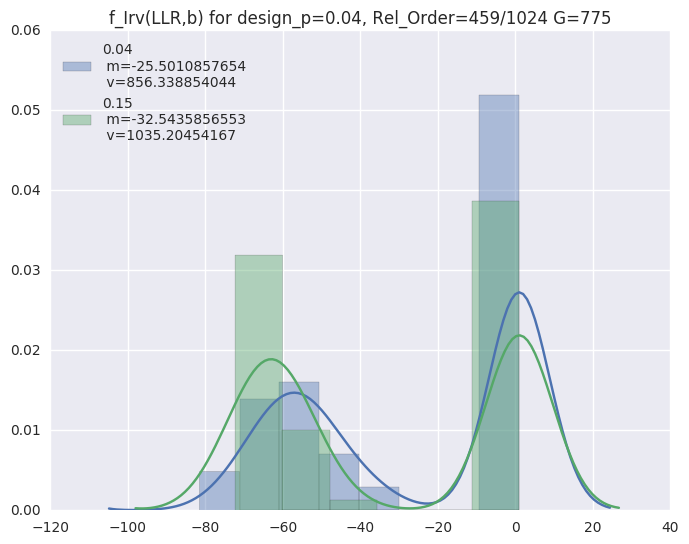 f_Irv(LLR,b) for design_p=0.04, Rel_Order=459/1024 G=775
0.04
m=-25.5010857654
v=856.338854044
0.15
m=-32.5435856553
v=1035.20454167
0.06
0.05
0.04
0.03
0.02
0.01
0.00
−120 −100 −80 −60 −40 −20 0 20 40